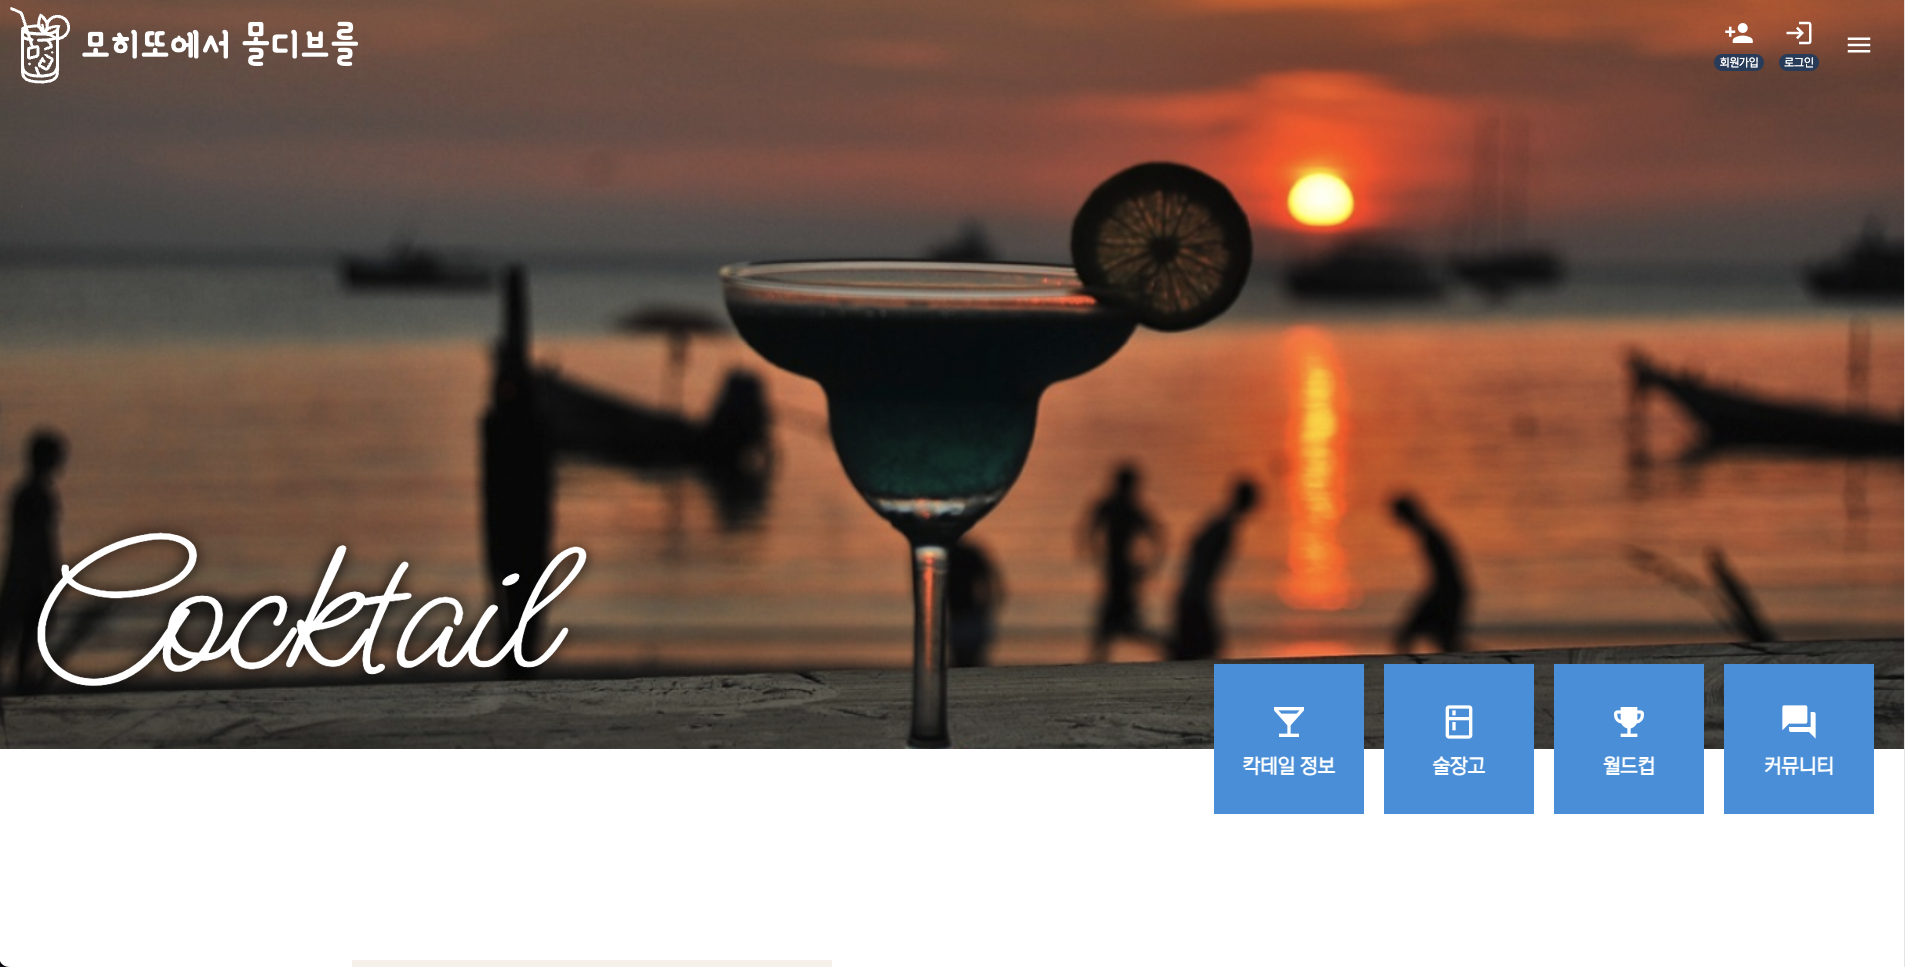 모히또에서 몰디브를
회원가입
로그인
Cocktail
칵테일 정보
술장고
월드컵
커뮤니티